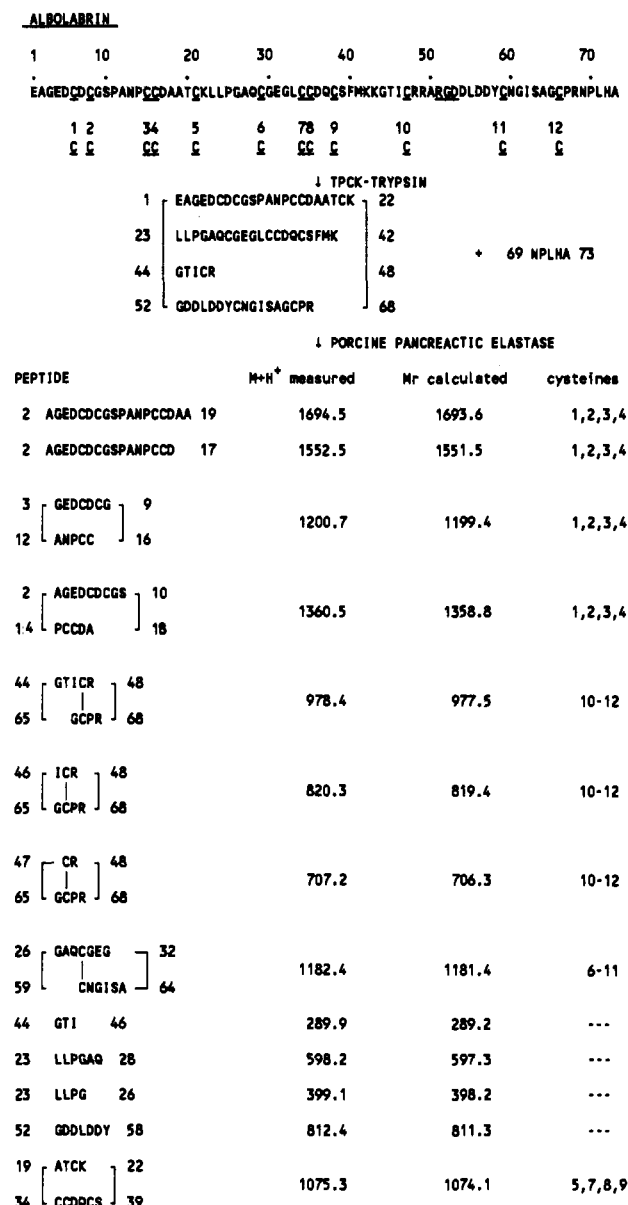 ALBOLABRIN
1 10 20 30 40 50 60 70
EAGEDCDCGSPANPCCDAATCKLLPGAQCGEGLCCDQCSFMKKGTICRRARGDDLDDYCNGISAGCPRNPLHA
1 2 34 5 6 78 9 10 11 12
C C CC C C CC C C C C
↓ TPCK-TRYPSIN
1 EAGEDCDCGSPANPCCDAATCK 22
23 LLPGAQCGEGLCCDQCSFMK 42
+ 69 NPLHA 73
44 GTICR 48
52 GDDLDDYCNGISAGCPR 68
↓ PORCINE PANCREACTIC ELASTASE
PEPTIDE M+H+ measured Mr calculated cysteines
2 AGEDCDCGSPANPCCDAA 19 1694.5 1693.6 1,2,3,4
2 AGEDCDCGSPANPCCD 17 1552.5 1551.5 1,2,3,4
3 GEDCDCG 9
1200.7 1199.4 1,2,3,4
12 ANPCC 16
2 AGEDCDCGS 10
1360.5 1358.8 1,2,3,4
1:4 PCCDA 18
44 GTICR 48
978.4 977.5 10-12
65 GCPR 68
46 ICR 48
820.3 819.4 10-12
65 GCPR 68
47 CR 48
707.2 706.3 10-12
65 GCPR 68
26 GAQCGEG 32
1182.4 1181.4 6-11
59 CNGISA 64
44 GTI 46 289.9 289.2 ---
23 LLPGAQ 28 598.2 597.3 ---
23 LLPG 26 399.1 398.2 ---
52 GDDLDDY 58 812.4 811.3 ---
19 ATCK 22
1075.3 1074.1 5,7,8,9
34 CCDQCS 39